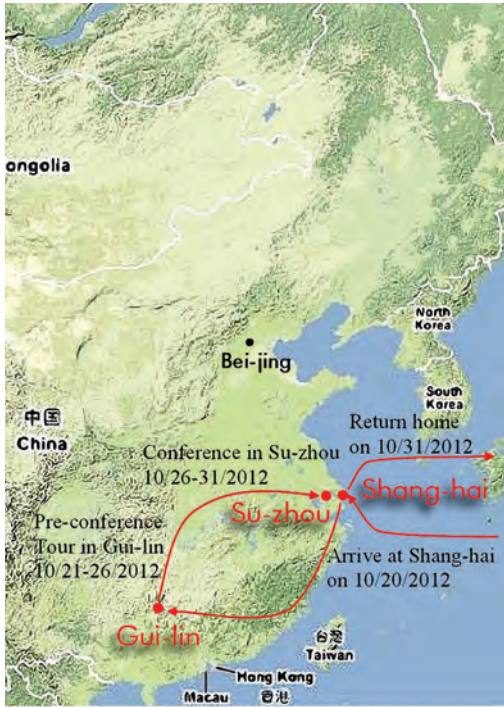 ongolia
North
Korea
Bei-jing
South
Korea
中国
China
Return home
on 10/31/2012
Conference in Su-zhou
10/26-31/2012
Shang-hai
Su-zhou
Pre-conference
Tour in Gui-lin
10/21-26/2012
Arrive at Shang-hai
on 10/20/2012
Gui-lin
台灣
Taiwan
Hong Kong
Macau
香港